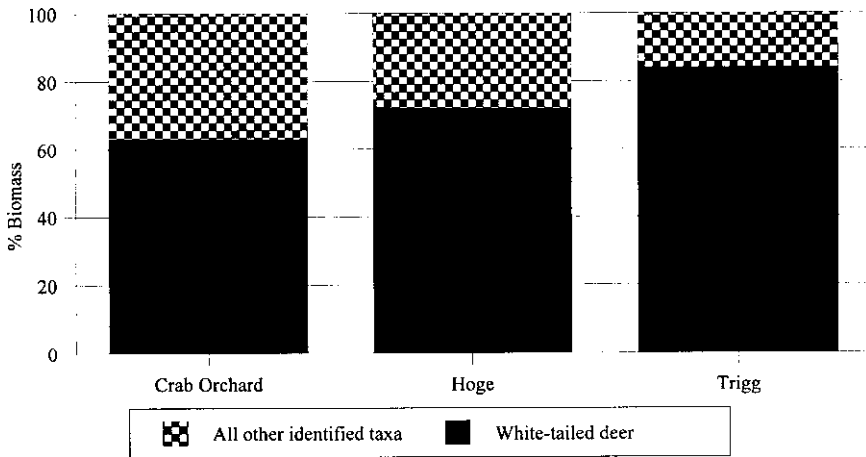 100
80
60
40
20
0
% Biomass
Crab Orchard Hoge Trigg
All other identified taxa White-tailed deer